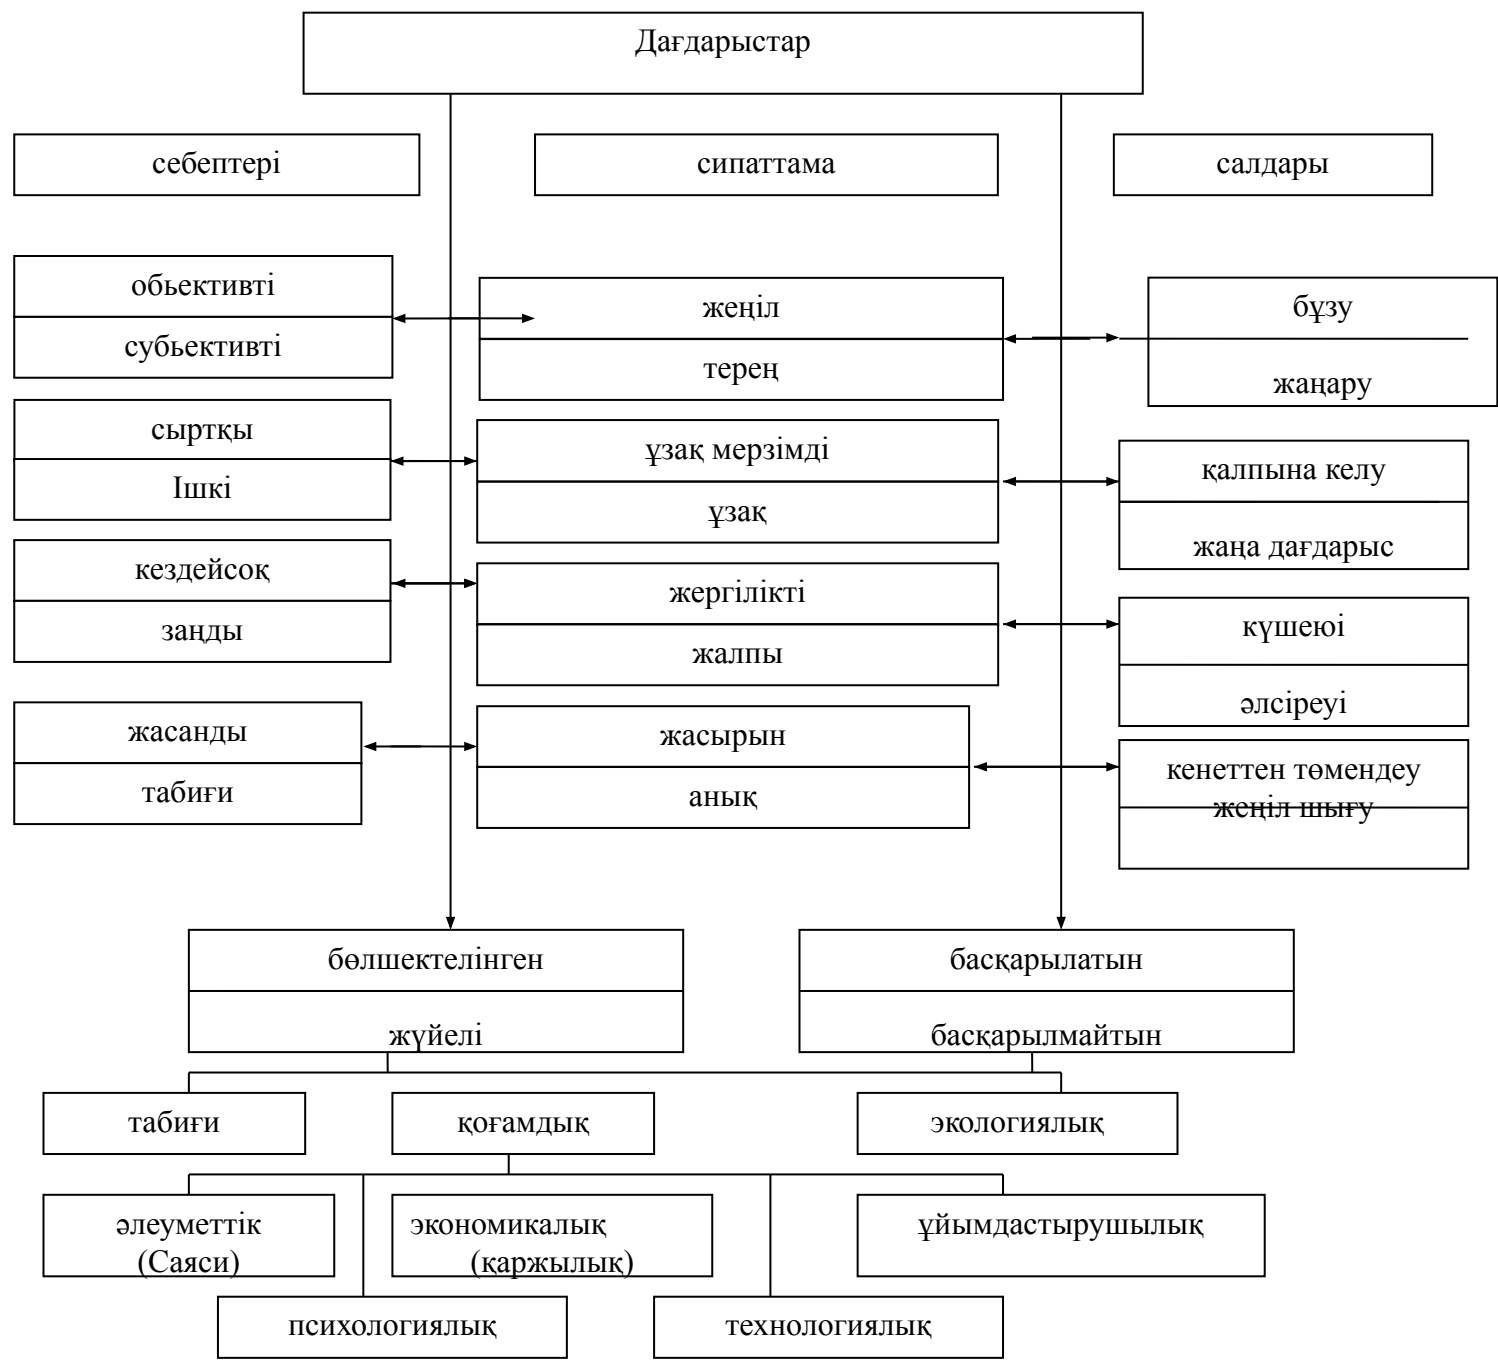 Дағдарыстар
себептері
сипаттама
салдары
обьективті
субьективті
жеңіл
терең
бұзу
жаңару
сыртқы
Ішкі
ұзақ мерзімді
ұзақ
қалпына келу
жаңа дағдарыс
кездейсоқ
заңды
жергілікті
жалпы
күшеюі
әлсіреуі
жасанды
табиғи
жасырын
анық
кенеттен төмендеу
жеңіл шығу
бөлшектелінген
жүйелі
басқарылатын
басқарылмайтын
табиғи
қоғамдық
экологиялық
әлеуметтік
(Саяси)
экономикалық
(қаржылық)
ұйымдастырушылық
психологиялық
технологиялық